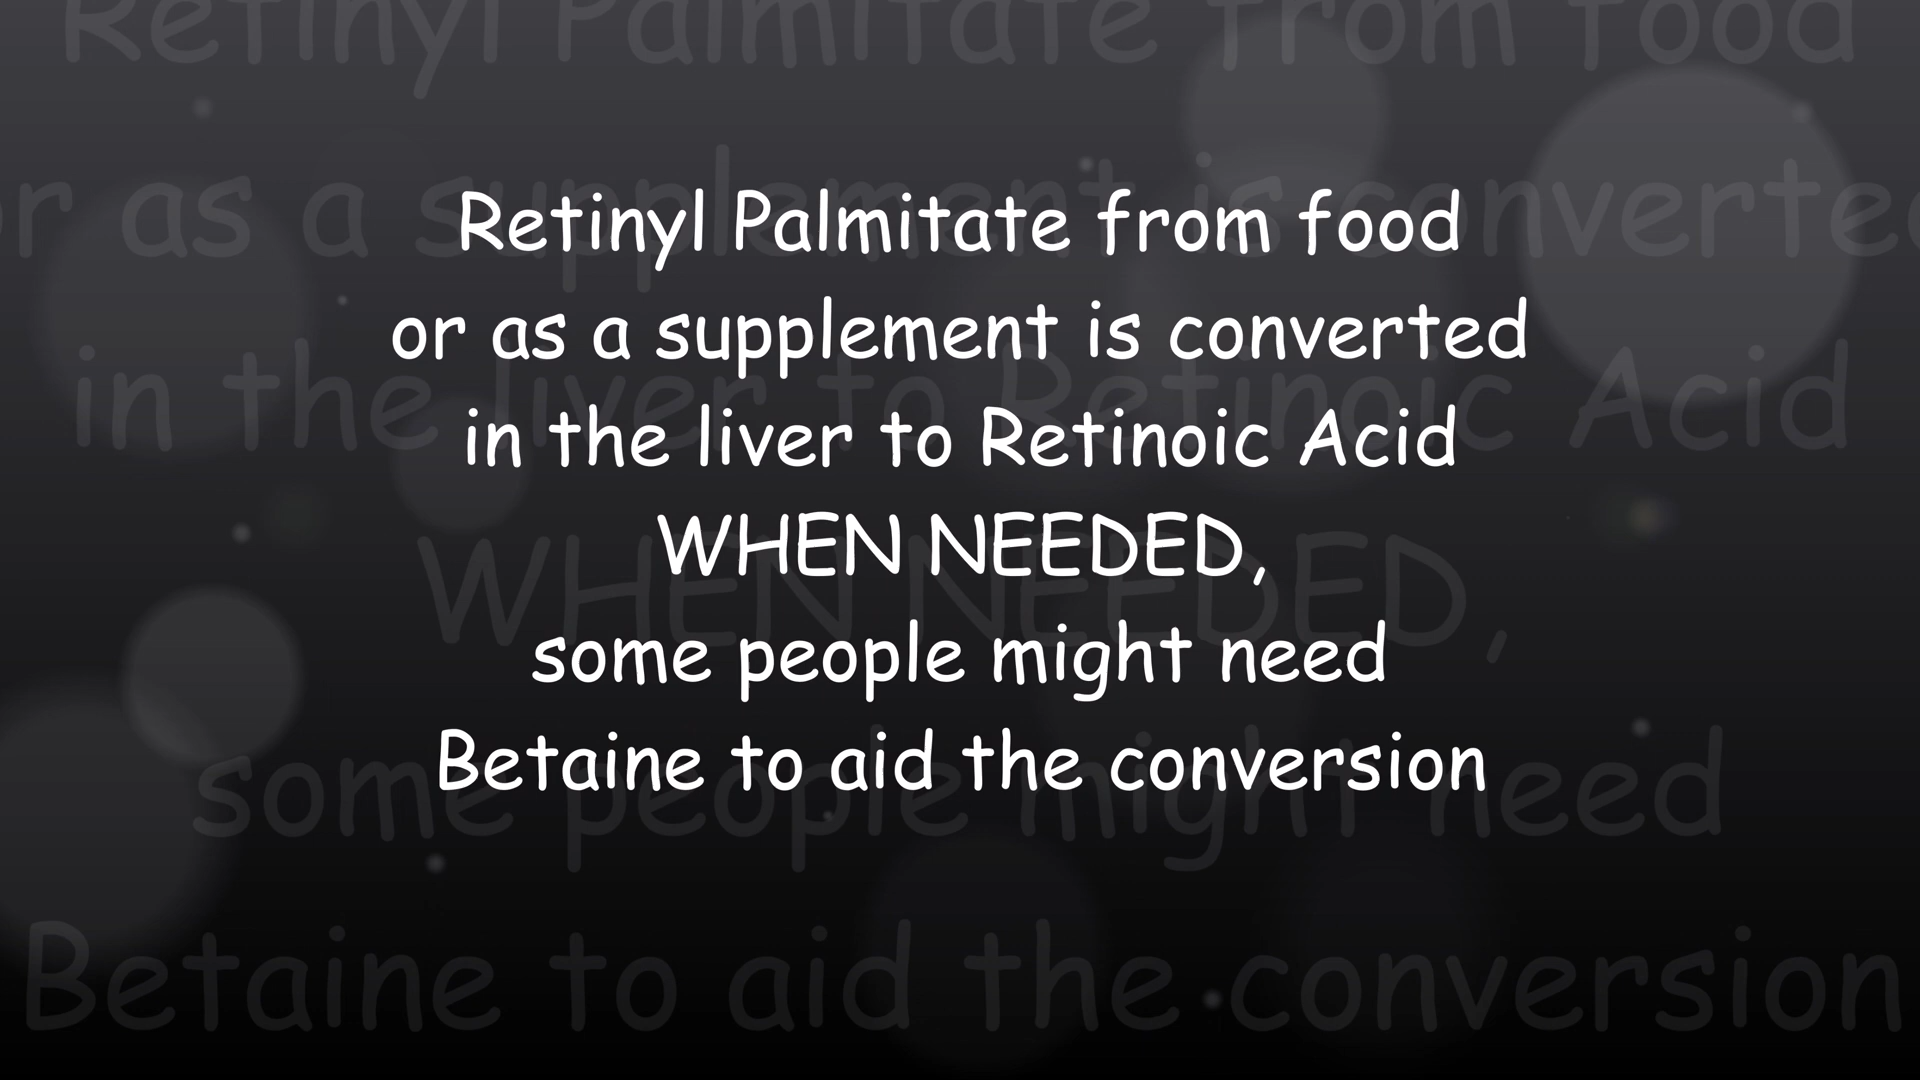 Retinyl Palmitate from food
or as a supplement is converted
in the liver to Retinoic Acid
WHEN NEEDED,
some people might need
Betaine to aid the conversion